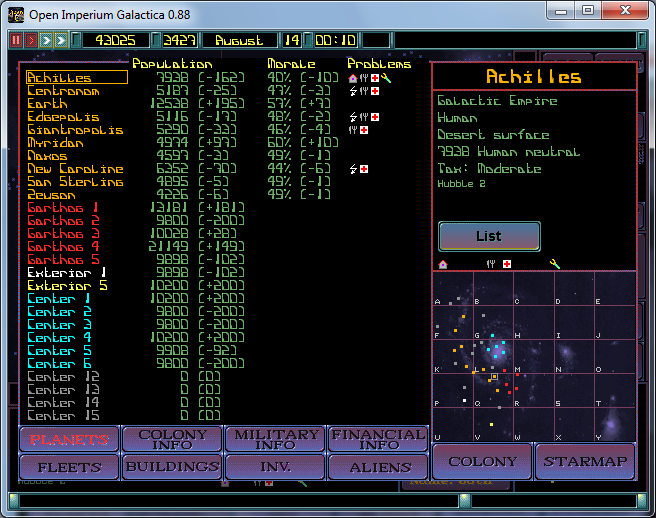 Open Imperium Galactica 0.88
43025 3427 August 14 00:10
Population Morale Problems
Achilles 7938 (-162) 40% (-10)
Centronom 5187 (-25) 47% (-3)
Earth 12538 (+195) 57% (+7)
Edgepolis 5116 (-17) 48% (-2)
Giantropolis 5290 (-33) 46% (-4)
Myridan 4974 (+97) 60% (+10)
Naxos 4597 (-3) 49% (-1)
New Caroline 6352 (-70) 44% (-6)
San Sterling 4895 (-5) 49% (-1)
Zeuson 4226 (-6) 49% (-1)
Garthog 1 13181 (+181)
Garthog 2 9800 (-200)
Garthog 3 10028 (+28)
Garthog 4 21149 (+149)
Garthog 5 9898 (-102)
Exterior 1 9898 (-102)
Exterior 5 10200 (+200)
Center 1 10200 (+200)
Center 2 9800 (-200)
Center 3 9800 (-200)
Center 4 10200 (+200)
Center 5 9908 (-92)
Center 6 9800 (-200)
Center 12 0 (0)
Center 13 0 (0)
Center 14 0 (0)
Center 15 0 (0)
Achilles
Galactic Empire
Human
Desert surface
7938 Human neutral
Tax: Moderate
Hubble 2
List
A B C D E
F G H I J
K L M N O
P Q R S T
U V W X Y
PLANETS COLONY INFO MILITARY INFO FINANCIAL INFO
FLEETS BUILDINGS INV. ALIENS
COLONY STARMAP
Hubble 2